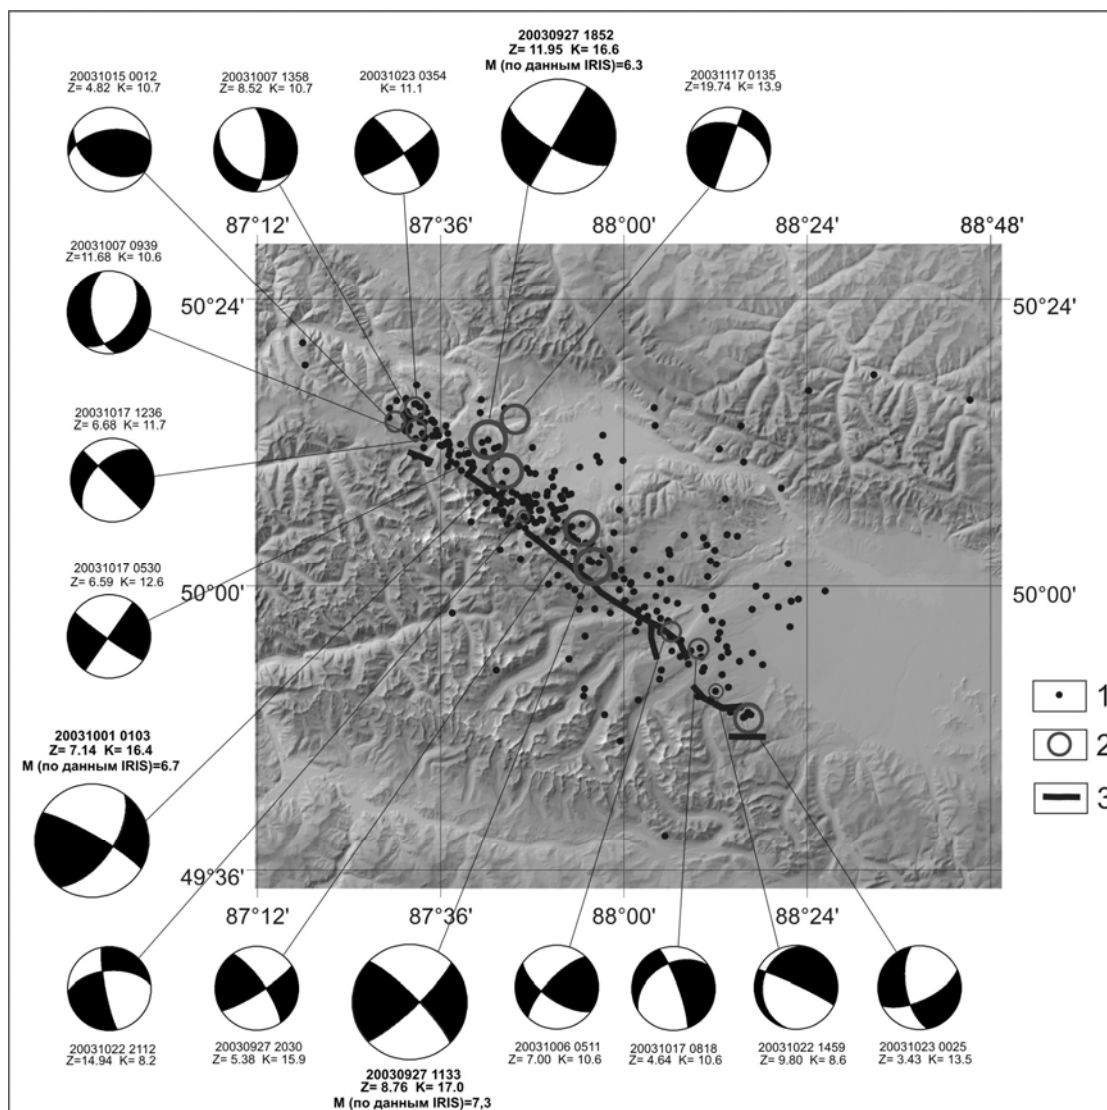 20030927 1852
Z= 11.95 K= 16.6
M (по данным IRIS)=6.3
20031015 0012
Z= 4.82 K= 10.7
20031007 1358
Z= 8.52 K= 10.7
20031023 0354
K= 11.1
20031117 0135
Z=19.74 K= 13.9
87°12'
87°36'
88°00'
88°24'
88°48'
20031007 0939
Z=11.68 K= 10.6
50°24'
50°24'
20031017 1236
Z= 6.68 K= 11.7
20031017 0530
Z= 6.59 K= 12.6
50°00'
50°00'
1
2
3
20031001 0103
Z= 7.14 K= 16.4
M (по данным IRIS)=6.7
49°36'
49°36'
87°12'
87°36'
88°00'
88°24'
88°48'
20031022 2112
Z=14.94 K= 8.2
20030927 2030
Z= 5.38 K= 15.9
20030927 1133
Z= 8.76 K= 17.0
M (по данным IRIS)=7,3
20031006 0511
Z= 7.00 K= 10.6
20031017 0818
Z= 4.64 K= 10.6
20031022 1459
Z= 9.80 K= 8.6
20031023 0025
Z= 3.43 K= 13.5